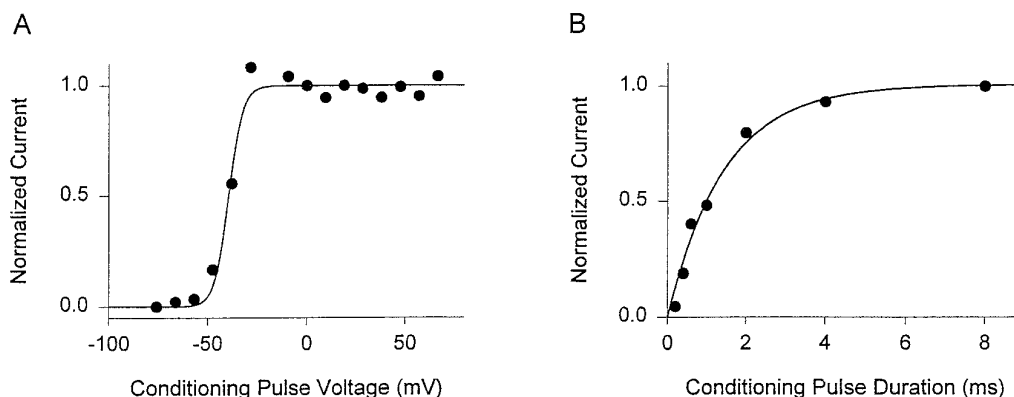 A
Normalized Current
1.0
0.5
0.0
-100
-50
0
50
Conditioning Pulse Voltage (mV)
B
Normalized Current
1.0
0.5
0.0
0
2
4
6
8
Conditioning Pulse Duration (ms)